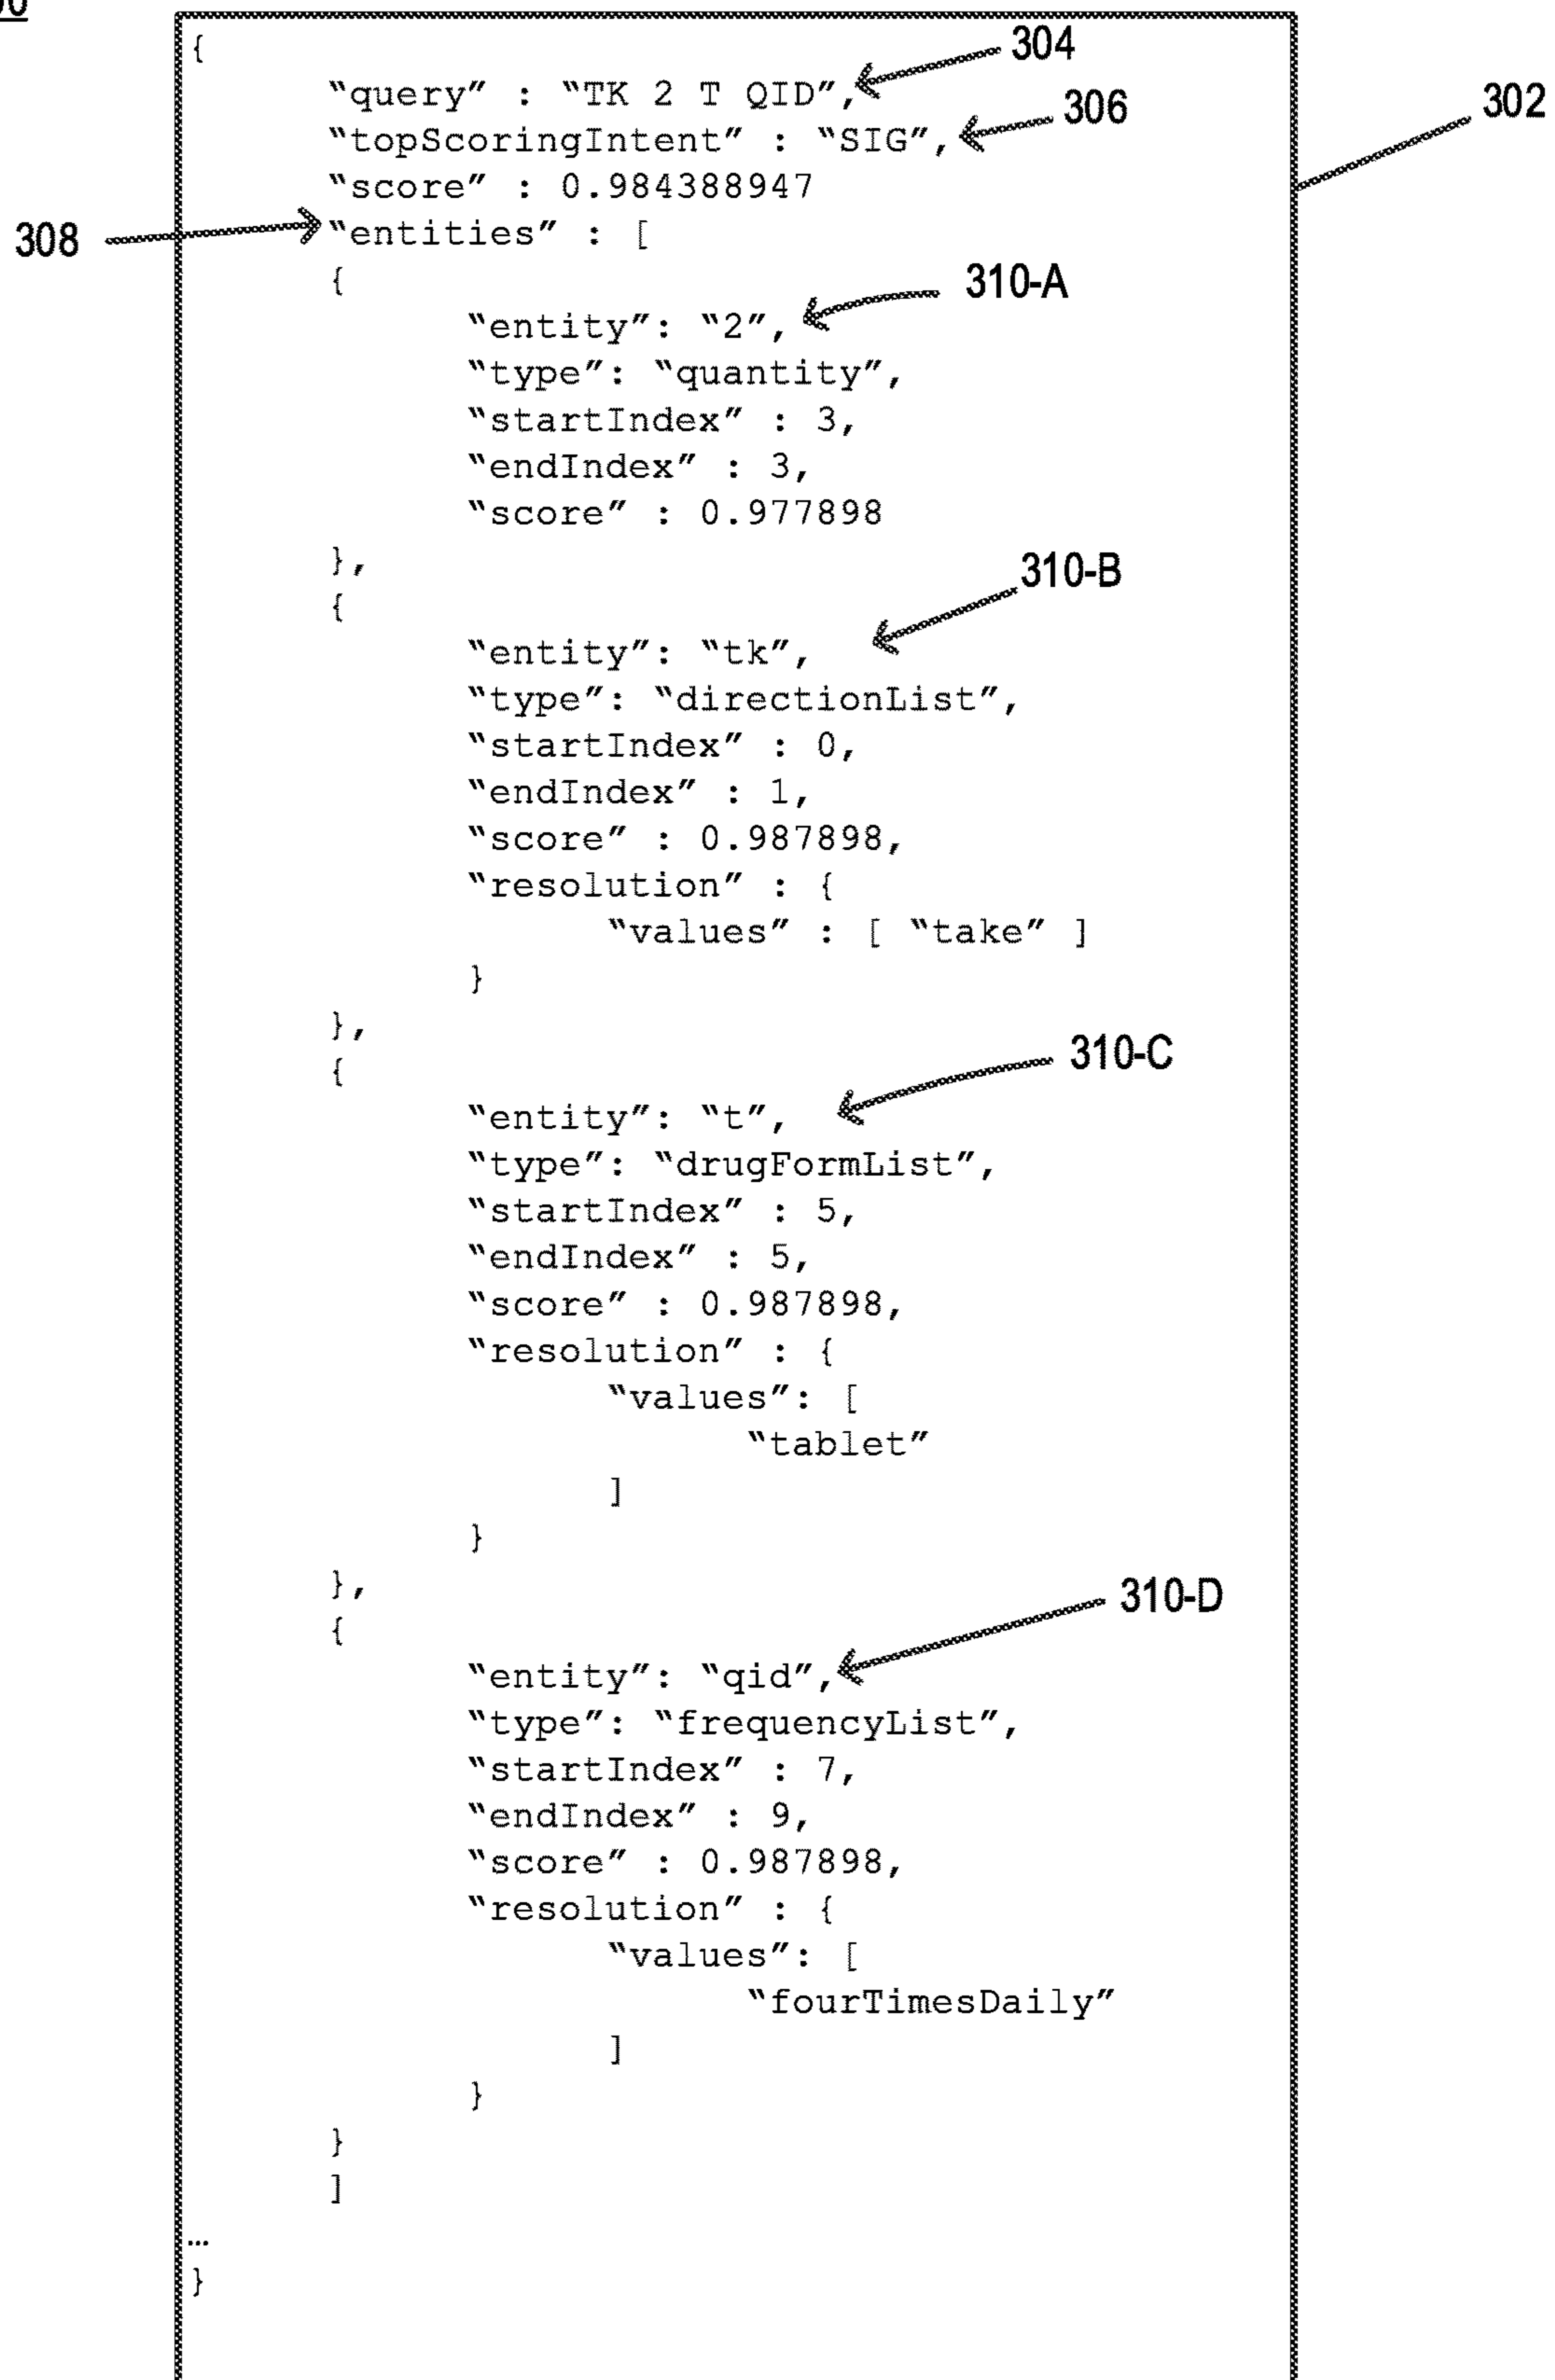 {
"query" : "TK 2 T QID", 304
"topScoringIntent" : "SIG", 306
302
"score" : 0.984388947
308 "entities" : [
{
310-A
"entity": "2",
"type": "quantity",
"startIndex" : 3,
"endIndex" : 3,
"score" : 0.977898
},
310-B
{
"entity": "tk",
"type": "directionList",
"startIndex" : 0,
"endIndex" : 1,
"score" : 0.987898,
"resolution" : {
"values" : [ "take" ]
}
},
310-C
{
"entity": "t",
"type": "drugFormList",
"startIndex" : 5,
"endIndex" : 5,
"score" : 0.987898,
"resolution" : {
"values": [
"tablet"
]
}
},
310-D
{
"entity": "qid",
"type": "frequencyList",
"startIndex" : 7,
"endIndex" : 9,
"score" : 0.987898,
"resolution" : {
"values": [
"fourTimesDaily"
]
}
}
]
…
}